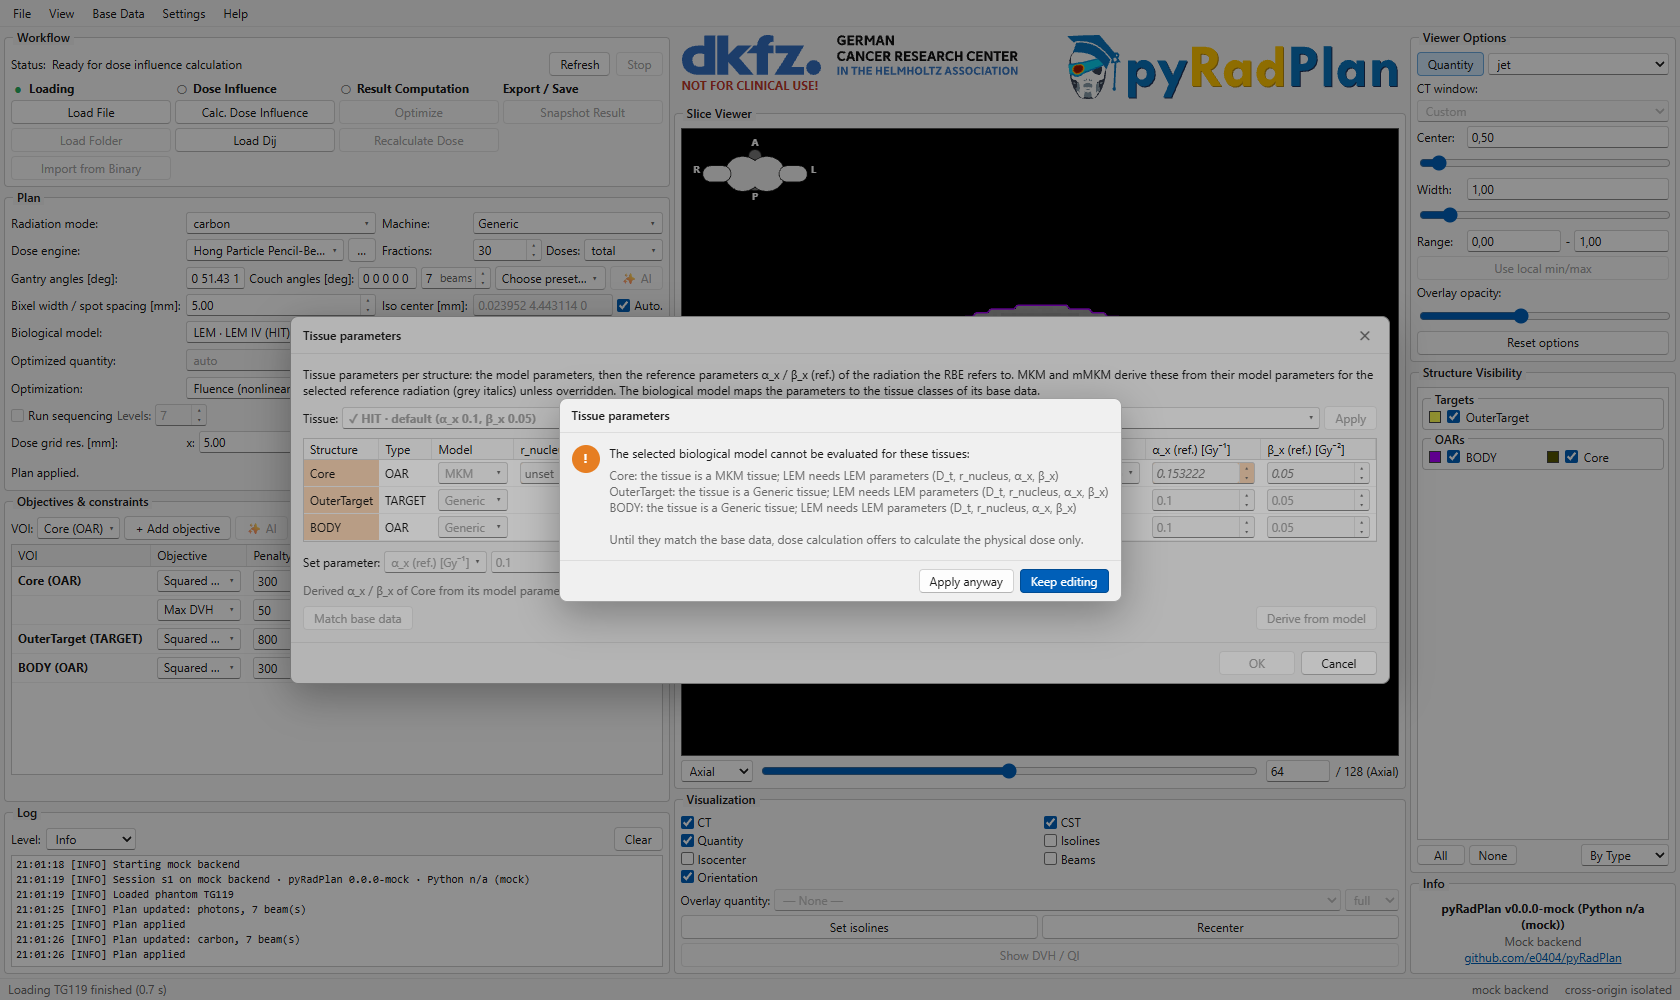 File View Base Data Settings Help
Workflow
Status: Ready for dose influence calculation
Refresh Stop
Loading Dose Influence Result Computation Export / Save
Load File Calc. Dose Influence Optimize Snapshot Result
Load Folder Load Dij Recalculate Dose
Import from Binary
Plan
Radiation mode: carbon Machine: Generic
Dose engine: Hong Particle Pencil-Be... ... Fractions: 30 Doses: total
Gantry angles [deg]: 0 51.43 1 Couch angles [deg]: 0 0 0 0 0 7 beams Choose preset... AI
Bixel width / spot spacing [mm]: 5.00 Iso center [mm]: 0.023952 4.443114 0 Auto.
Biological model: LEM · LEM IV (HIT)
Optimized quantity: auto
Optimization: Fluence (nonlinear
Run sequencing Levels: 7
Dose grid res. [mm]: x: 5.00
Plan applied.
Objectives & constraints
VOI: Core (OAR) + Add objective AI
VOI Objective Penalty
Core (OAR) Squared ... 300
Max DVH 50
OuterTarget (TARGET) Squared ... 800
BODY (OAR) Squared ... 300
Log
Level: Info Clear
21:01:18 [INFO] Starting mock backend
21:01:19 [INFO] Session s1 on mock backend · pyRadPlan 0.0.0-mock · Python n/a (mock)
21:01:19 [INFO] Loaded phantom TG119
21:01:25 [INFO] Plan updated: photons, 7 beam(s)
21:01:25 [INFO] Plan applied
21:01:26 [INFO] Plan updated: carbon, 7 beam(s)
21:01:26 [INFO] Plan applied
Loading TG119 finished (0.7 s)
dkfz.
GERMAN
CANCER RESEARCH CENTER
IN THE HELMHOLTZ ASSOCIATION
NOT FOR CLINICAL USE!
pyRadPlan
Slice Viewer
A
R L
P
Tissue parameters
Tissue parameters per structure: the model parameters, then the reference parameters α_x / β_x (ref.) of the radiation the RBE refers to. MKM and mMKM derive these from their model parameters for the
selected reference radiation (grey italics) unless overridden. The biological model maps the parameters to the tissue classes of its base data.
Tissue: ✓ HIT · default (α_x 0.1, β_x 0.05) Apply
Structure Type Model r_nucle α_x (ref.) [Gy⁻¹] β_x (ref.) [Gy⁻²]
Core OAR MKM unset 0.153222 0.05
OuterTarget TARGET Generic 0.1 0.05
BODY OAR Generic 0.1 0.05
Set parameter: α_x (ref.) [Gy⁻¹] 0.1
Derived α_x / β_x of Core from its model parame
Match base data Derive from model
OK Cancel
Tissue parameters
! The selected biological model cannot be evaluated for these tissues:
Core: the tissue is a MKM tissue; LEM needs LEM parameters (D_t, r_nucleus, α_x, β_x)
OuterTarget: the tissue is a Generic tissue; LEM needs LEM parameters (D_t, r_nucleus, α_x, β_x)
BODY: the tissue is a Generic tissue; LEM needs LEM parameters (D_t, r_nucleus, α_x, β_x)
Until they match the base data, dose calculation offers to calculate the physical dose only.
Apply anyway Keep editing
Axial 64 / 128 (Axial)
Visualization
CT CST
Quantity Isolines
Isocenter Beams
Orientation
Overlay quantity: — None — full
Set isolines Recenter
Show DVH / QI
Viewer Options
Quantity jet
CT window:
Custom
Center: 0,50
Width: 1,00
Range: 0,00 - 1,00
Use local min/max
Overlay opacity:
Reset options
Structure Visibility
Targets
OuterTarget
OARs
BODY Core
All None By Type
Info
pyRadPlan v0.0.0-mock (Python n/a
(mock))
Mock backend
github.com/e0404/pyRadPlan
mock backend cross-origin isolated